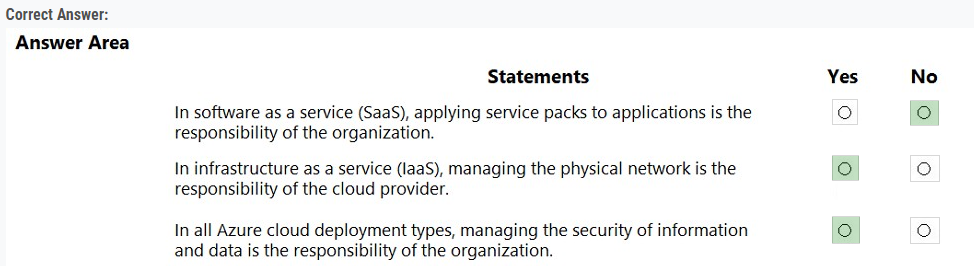 Correct Answer:
Answer Area
Statements Yes No
In software as a service (SaaS), applying service packs to applications is the
responsibility of the organization.
In infrastructure as a service (IaaS), managing the physical network is the
responsibility of the cloud provider.
In all Azure cloud deployment types, managing the security of information
and data is the responsibility of the organization.